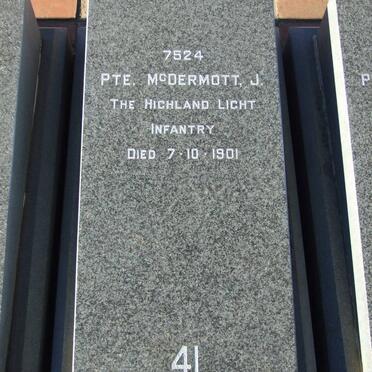 7524
PTE. McDERMOTT, J.
THE HIGHLAND LIGHT
INFANTRY
DIED 7-10-1901
41
P